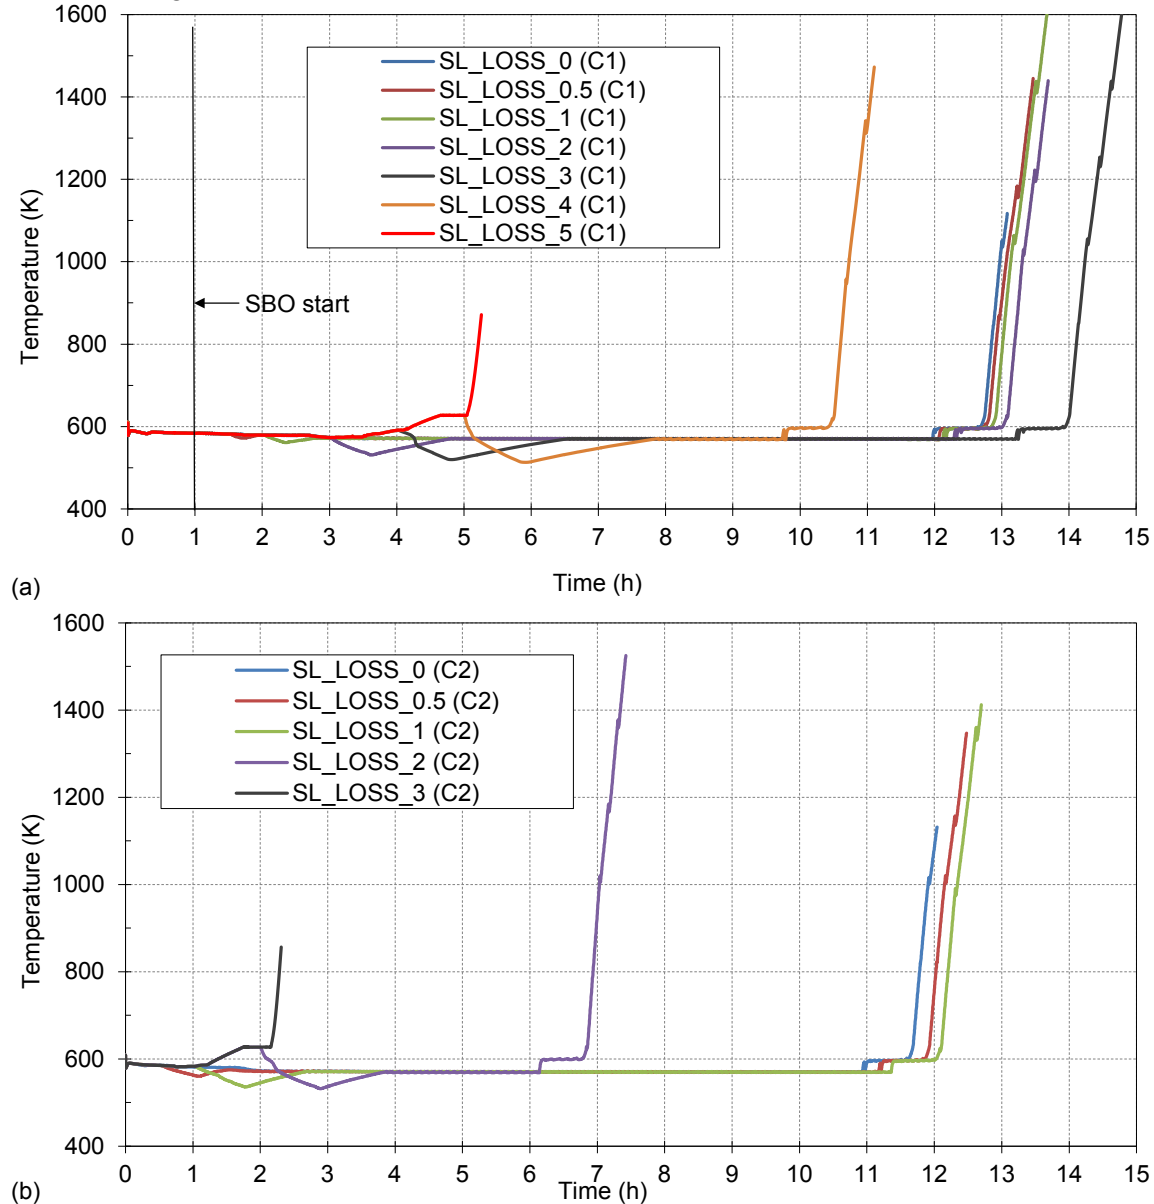 1600
1400
1200
1000
800
600
400
Temperature (K)
SL_LOSS_0 (C1)
SL_LOSS_0.5 (C1)
SL_LOSS_1 (C1)
SL_LOSS_2 (C1)
SL_LOSS_3 (C1)
SL_LOSS_4 (C1)
SL_LOSS_5 (C1)
SBO start
0 1 2 3 4 5 6 7 8 9 10 11 12 13 14 15
Time (h)
(a)
1600
1400
1200
1000
800
600
400
Temperature (K)
SL_LOSS_0 (C2)
SL_LOSS_0.5 (C2)
SL_LOSS_1 (C2)
SL_LOSS_2 (C2)
SL_LOSS_3 (C2)
0 1 2 3 4 5 6 7 8 9 10 11 12 13 14 15
Time (h)
(b)